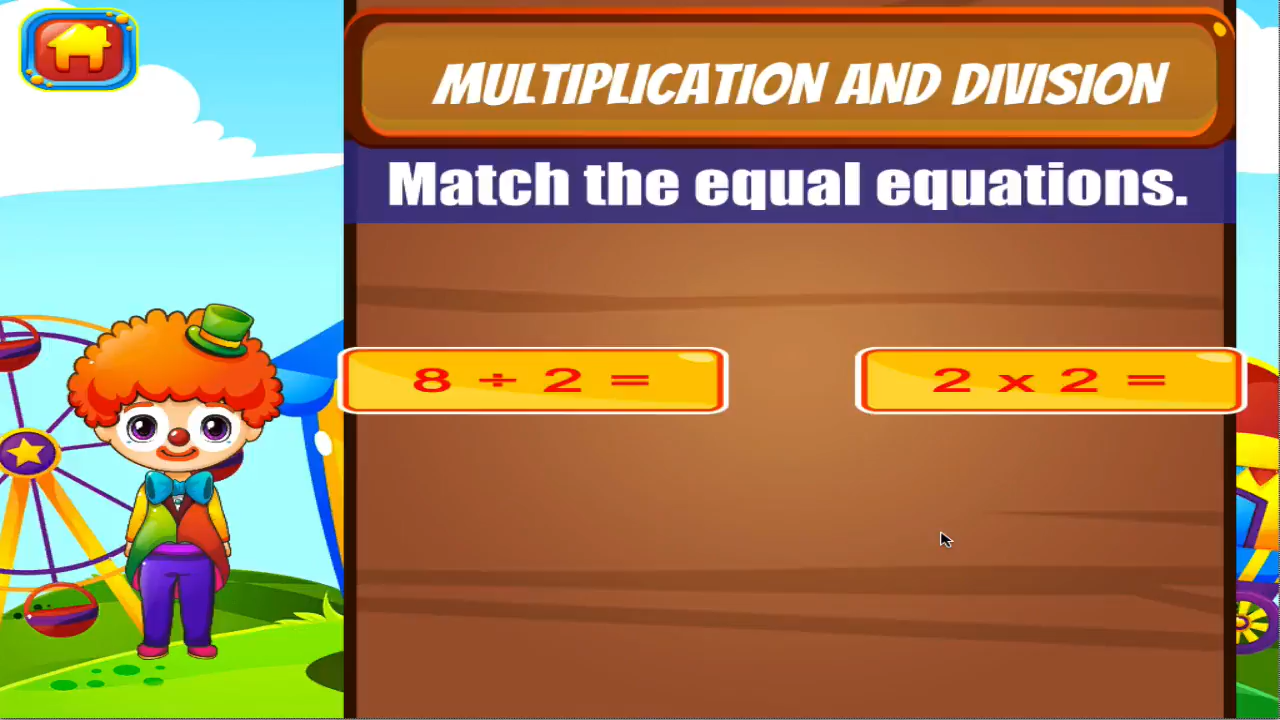 MULTIPLICATION AND DIVISION
Match the equal equations.
8 ÷ 2 =
2 x 2 =